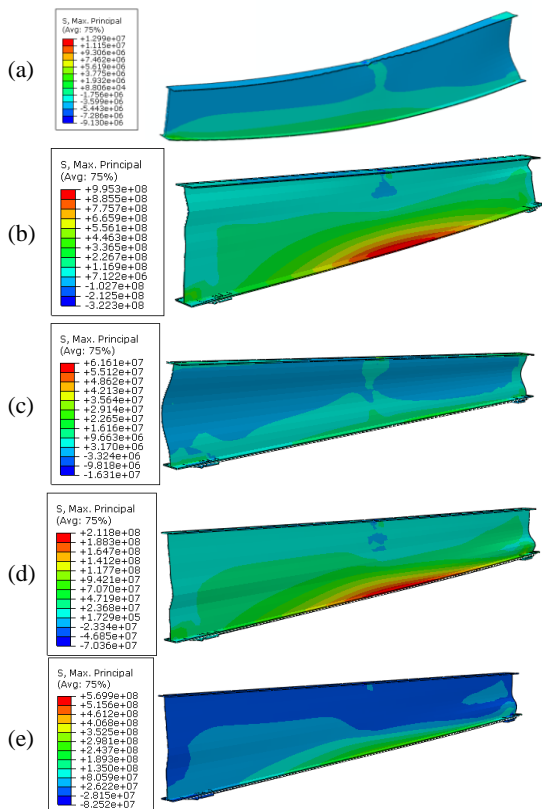 (a)
S, Max. Principal
(Avg: 75%)
+1.299e+07
+1.115e+07
+9.306e+06
+7.462e+06
+5.619e+06
+3.775e+06
+1.932e+06
+8.806e+04
-1.756e+06
-3.599e+06
-5.443e+06
-7.286e+06
-9.130e+06
(b)
S, Max. Principal
(Avg: 75%)
+9.953e+08
+8.855e+08
+7.757e+08
+6.659e+08
+5.561e+08
+4.463e+08
+3.365e+08
+2.267e+08
+1.169e+08
+7.122e+06
-1.027e+08
-2.125e+08
-3.223e+08
(c)
S, Max. Principal
(Avg: 75%)
+6.161e+07
+5.512e+07
+4.862e+07
+3.564e+07
+2.914e+07
+2.265e+07
+1.616e+07
+9.663e+06
+3.170e+06
-3.324e+06
-9.818e+06
-1.631e+07
(d)
S, Max. Principal
(Avg: 75%)
+2.118e+08
+1.883e+08
+1.647e+08
+1.412e+08
+1.177e+08
+9.421e+07
+7.070e+07
+4.719e+07
+2.368e+07
+1.729e+05
-2.334e+07
-4.685e+07
-7.036e+07
(e)
S, Max. Principal
(Avg: 75%)
+5.699e+08
+5.156e+08
+4.612e+08
+4.068e+08
+3.525e+08
+2.981e+08
+2.437e+08
+1.893e+08
+1.350e+08
+8.059e+07
+2.622e+07
-2.815e+07
-8.252e+07